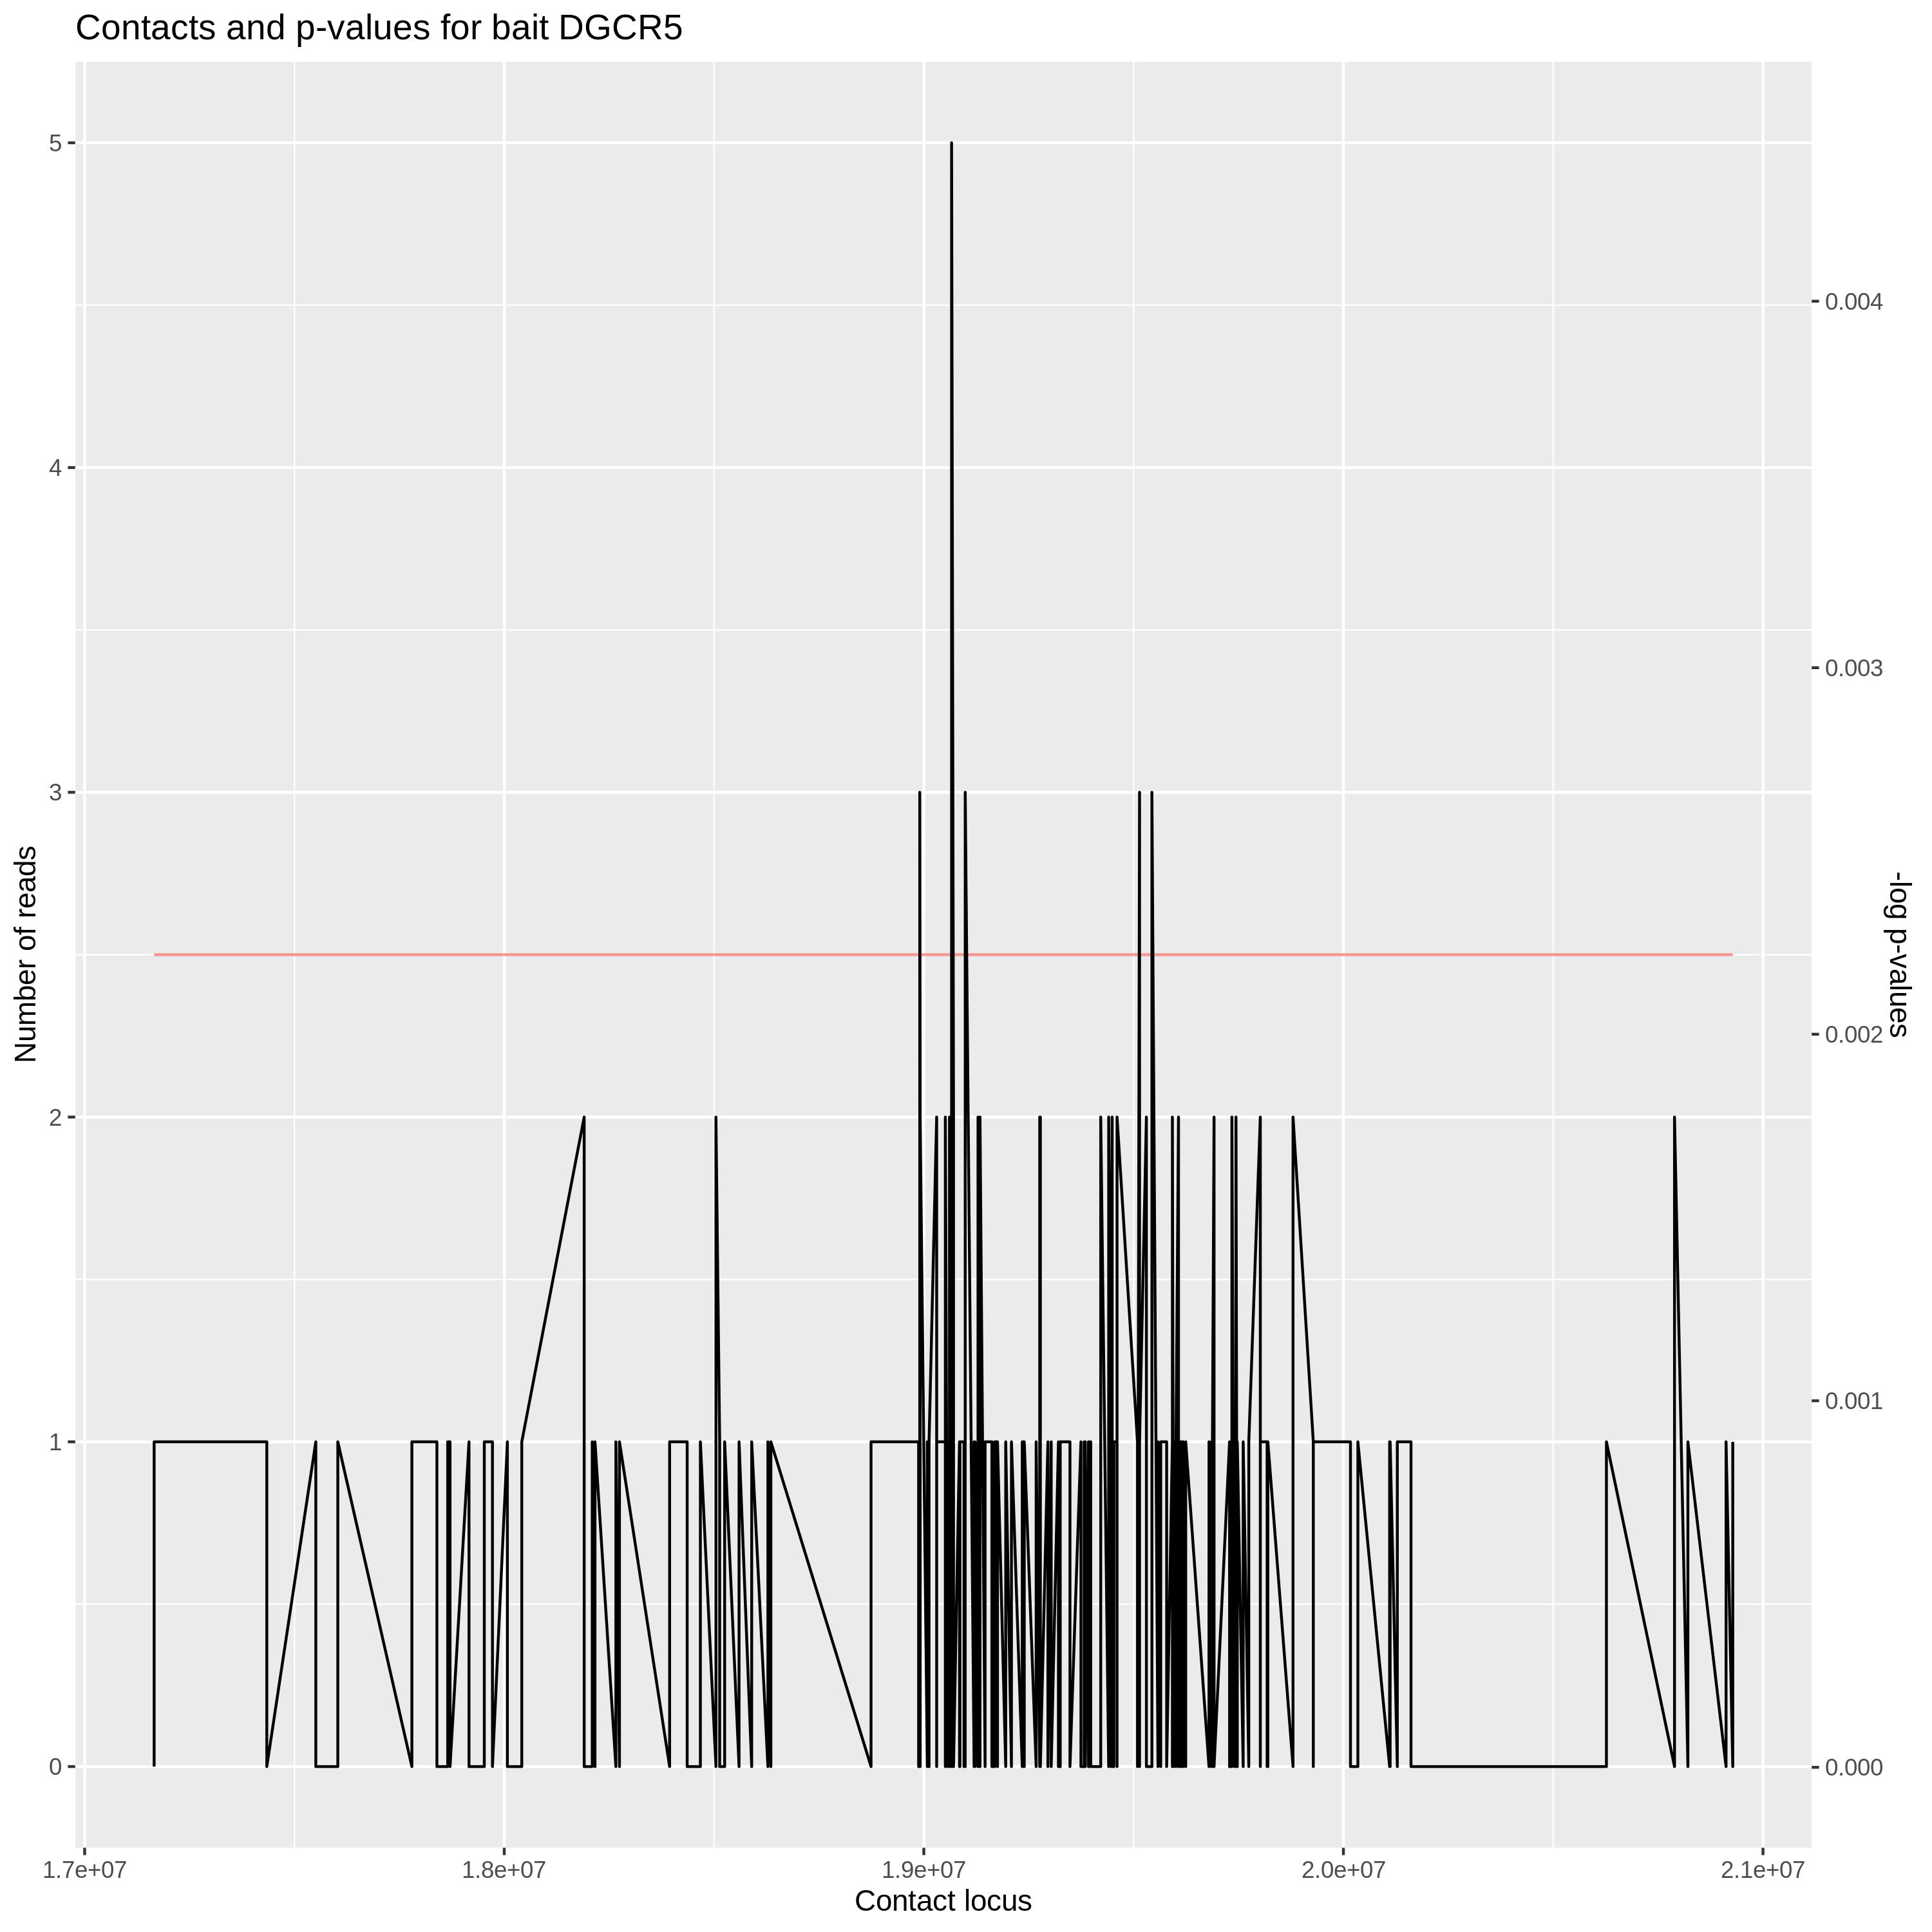 Contacts and p-values for bait DGCR5
5
4
3
2
1
0
Number of reads
0.004
0.003
0.002
0.001
0.000
-log p-values
1.7e+07
1.8e+07
1.9e+07
2.0e+07
2.1e+07
Contact locus